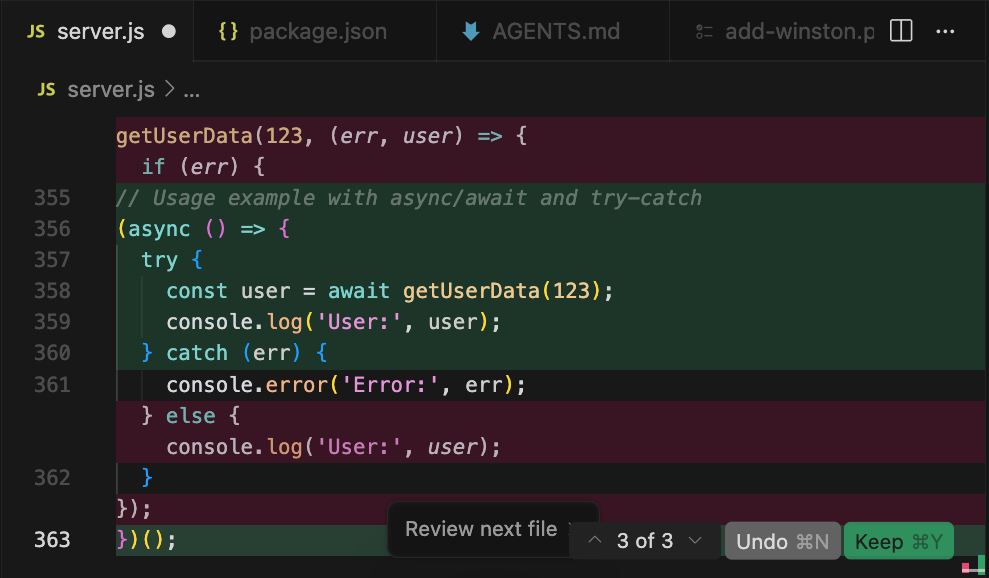 JS server.js ● {} package.json AGENTS.md add-winston.p ...
JS server.js > ...
getUserData(123, (err, user) => {
if (err) {
355 // Usage example with async/await and try-catch
356 (async () => {
357 try {
358 const user = await getUserData(123);
359 console.log('User:', user);
360 } catch (err) {
361 console.error('Error:', err);
} else {
console.log('User:', user);
362 }
});
363 })();
Review next file
3 of 3
Undo ⌘N
Keep ⌘Y